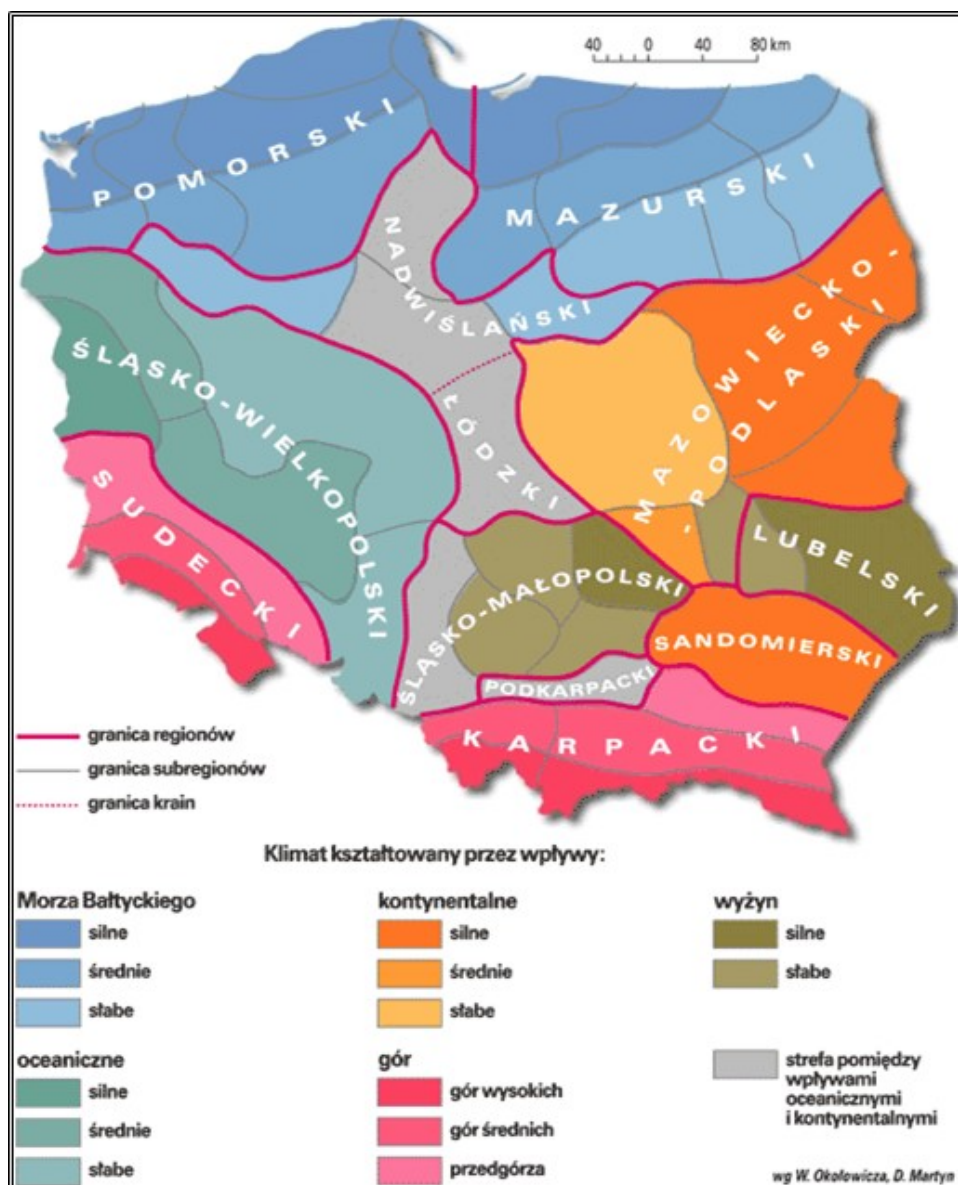 40 0 40 80 km
POMORSKI
MAZURSKI
NADWIŚLAŃSKI
MAZOWIECKO-
-PODLASKI
ŚLĄSKO-WIELKOPOLSKI
ŁÓDZKI
SUDECKI
LUBELSKI
ŚLĄSKO-MAŁOPOLSKI
SANDOMIERSKI
PODKARPACKI
KARPACKI
granica regionów
granica subregionów
granica krain
Klimat kształtowany przez wpływy:
Morza Bałtyckiego
silne
średnie
słabe
kontynentalne
silne
średnie
słabe
wyżyn
silne
słabe
oceaniczne
silne
średnie
słabe
gór
gór wysokich
gór średnich
przedgórza
strefa pomiędzy
wpływami
oceanicznymi
i kontynentalnymi
wg W. Okołowicza, D. Martyn